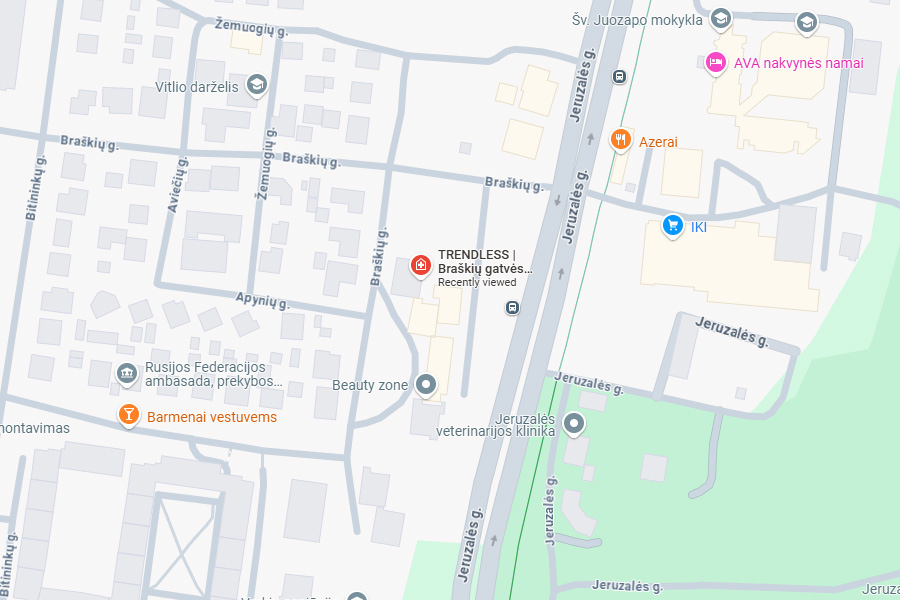 Šv. Juozapo mokykla
Žemuogių g.
AVA nakvynės namai
Jeruzalės g.
Vitlio darželis
Azerai
Braškių g.
Žemuogių g.
Braškių g.
Bitininkų g.
Aviečių g.
Braškių g.
Jeruzalės g.
IKI
Braškių g.
TRENDLESS |
Braškių gatvės...
Recently viewed
Apynių g.
Jeruzalės g.
Rusijos Federacijos
ambasada, prekybos...
Beauty zone
Jeruzalės g.
Barmenai vestuvems
Jeruzalės
veterinarijos klinika
montavimas
Jeruzalės g.
Jeruzalės g.
Bitininkų g.
Jeruzalės g.
Jeruza